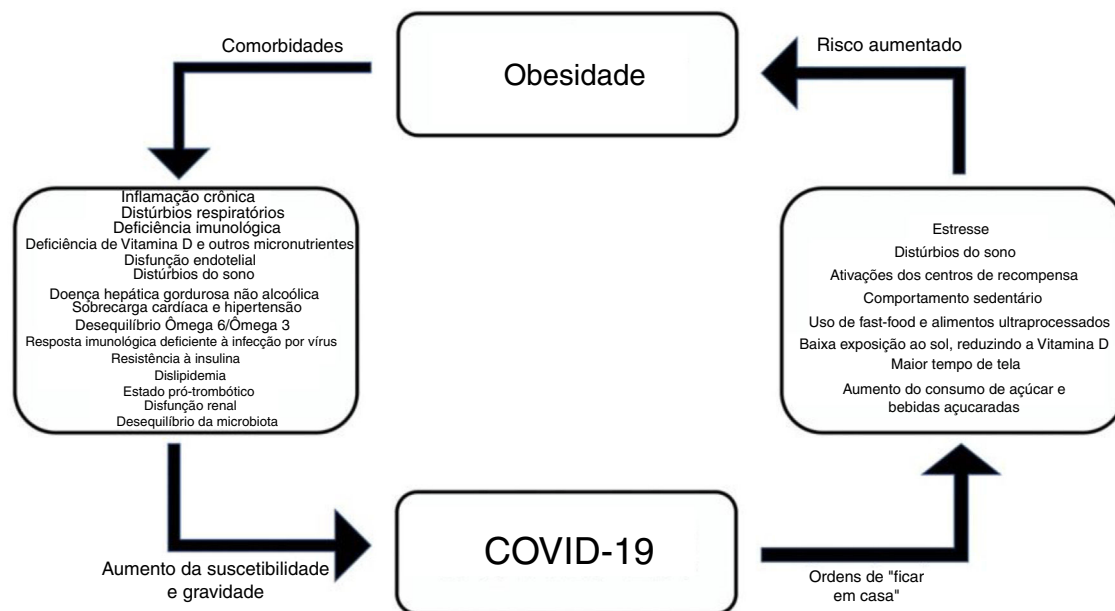 Comorbidades
Obesidade
Risco aumentado
Inflamação crônica
Distúrbios respiratórios
Deficiência imunológica
Deficiência de Vitamina D e outros micronutrientes
Disfunção endotelial
Distúrbios do sono
Doença hepática gordurosa não alcoólica
Sobrecarga cardíaca e hipertensão
Desequilíbrio Ômega 6/Ômega 3
Resposta imunológica deficiente à infecção por vírus
Resistência à insulina
Dislipidemia
Estado pró-trombótico
Disfunção renal
Desequilíbrio da microbiota
Estresse
Distúrbios do sono
Ativações dos centros de recompensa
Comportamento sedentário
Uso de fast-food e alimentos ultraprocessados
Baixa exposição ao sol, reduzindo a Vitamina D
Maior tempo de tela
Aumento do consumo de açúcar e
bebidas açucaradas
Aumento da suscetibilidade
e gravidade
COVID-19
Ordens de "ficar
em casa"